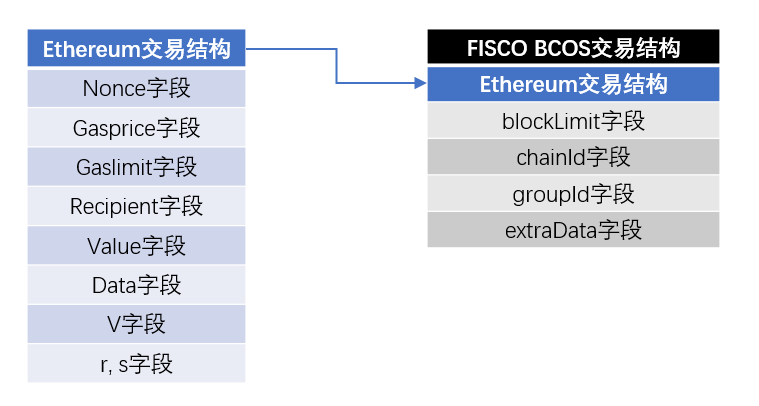 Ethereum交易结构
Nonce字段
Gasprice字段
Gaslimit字段
Recipient字段
Value字段
Data字段
V字段
r, s字段
FISCO BCOS交易结构
Ethereum交易结构
blockLimit字段
chainId字段
groupId字段
extraData字段